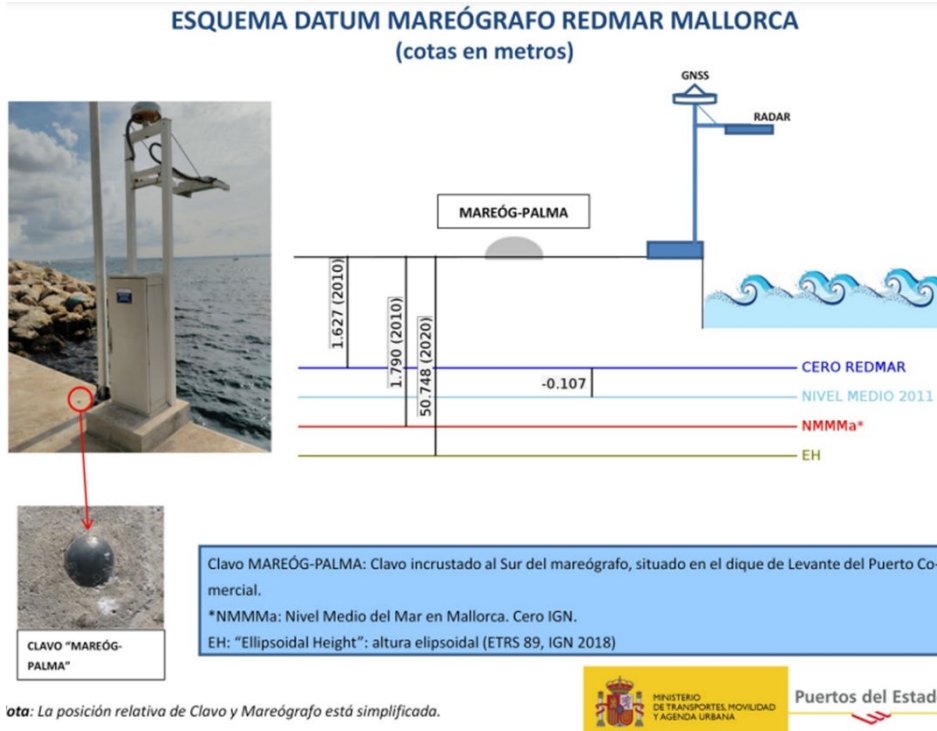 ESQUEMA DATUM MAREÓGRAFO REDMAR MALLORCA
(cotas en metros)
GNSS
RADAR
MAREÓG-PALMA
1.627 (2010)
1.790 (2010)
50.748 (2020)
-0.107
CERO REDMAR
NIVEL MEDIO 2011
NMMMa*
EH
Clavo MAREÓG-PALMA: Clavo incrustado al Sur del mareógrafo, situado en el dique de Levante del Puerto Co-
mercial.
*NMMMa: Nivel Medio del Mar en Mallorca. Cero IGN.
EH: “Ellipsoidal Height”: altura elipsoidal (ETRS 89, IGN 2018)
CLAVO “MAREÓG-
PALMA”
ota: La posición relativa de Clavo y Mareógrafo está simplificada.
MINISTERIO
DE TRANSPORTES, MOVILIDAD
Y AGENDA URBANA
Puertos del Estad